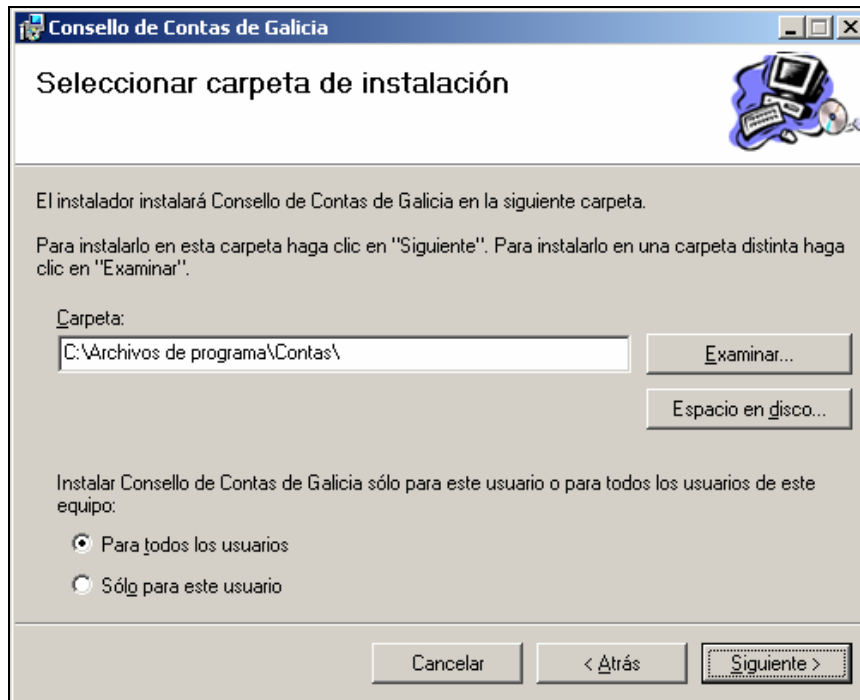 Consello de Contas de Galicia
Seleccionar carpeta de instalación
El instalador instalará Consello de Contas de Galicia en la siguiente carpeta.
Para instalarlo en esta carpeta haga clic en "Siguiente". Para instalarlo en una carpeta distinta haga
clic en "Examinar".
Carpeta:
C:\Archivos de programa\Contas\
Examinar...
Espacio en disco...
Instalar Consello de Contas de Galicia sólo para este usuario o para todos los usuarios de este
equipo:
Para todos los usuarios
Sólo para este usuario
Cancelar
< Atrás
Siguiente >